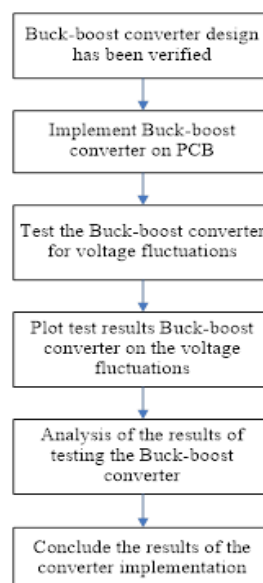 Buck-boost converter design
has been verified
Implement Buck-boost
converter on PCB
Test the Buck-boost converter
for voltage fluctuations
Plot test results Buck-boost
converter on the voltage
fluctuations
Analysis of the results of
testing the Buck-boost
converter
Conclude the results of the
converter implementation